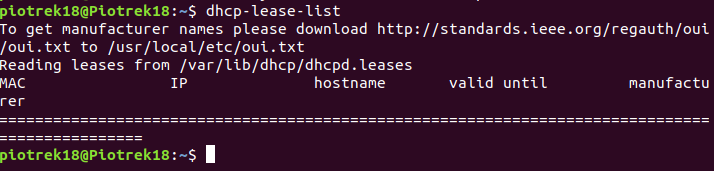 piotrek18@Piotrek18:~$ dhcp-lease-list
To get manufacturer names please download http://standards.ieee.org/regauth/oui
/oui.txt to /usr/local/etc/oui.txt
Reading leases from /var/lib/dhcp/dhcpd.leases
MAC                IP              hostname       valid until         manufactu
rer
===============================================================================
================
piotrek18@Piotrek18:~$